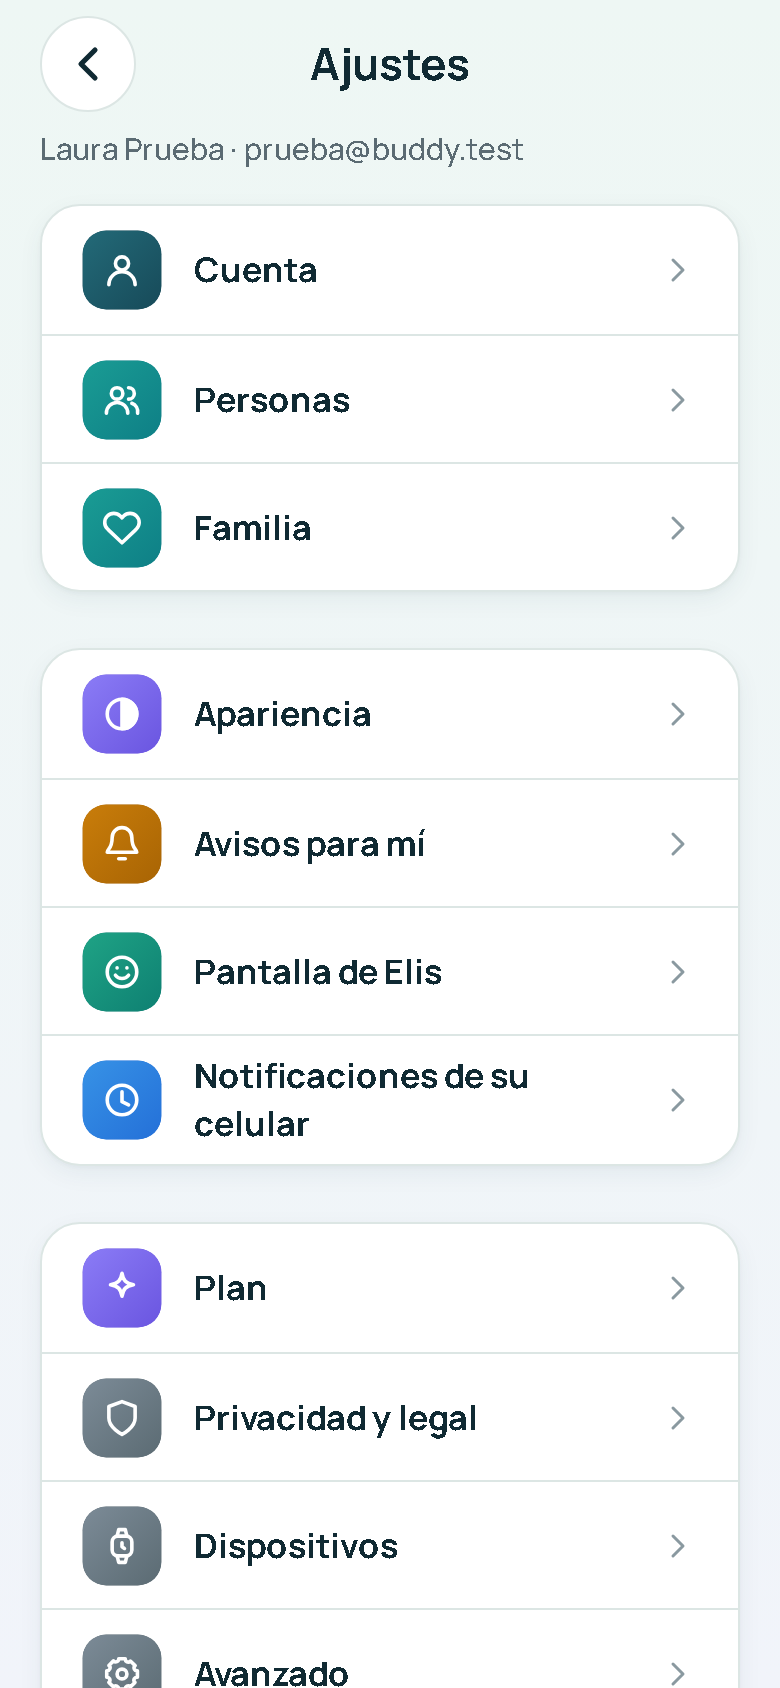 Ajustes
Laura Prueba · prueba@buddy.test
Cuenta
Personas
Familia
Apariencia
Avisos para mí
Pantalla de Elis
Notificaciones de su
celular
Plan
Privacidad y legal
Dispositivos
Avanzado